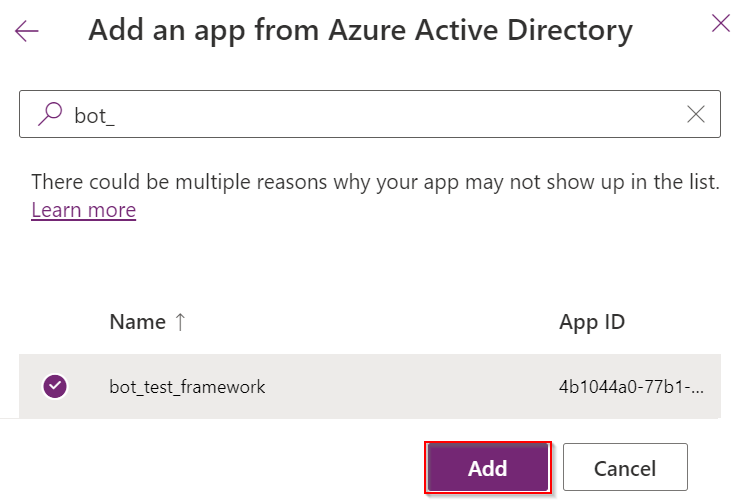 Add an app from Azure Active Directory
bot_
There could be multiple reasons why your app may not show up in the list.
Learn more
Name ↑ App ID
bot_test_framework 4b1044a0-77b1-...
Add Cancel